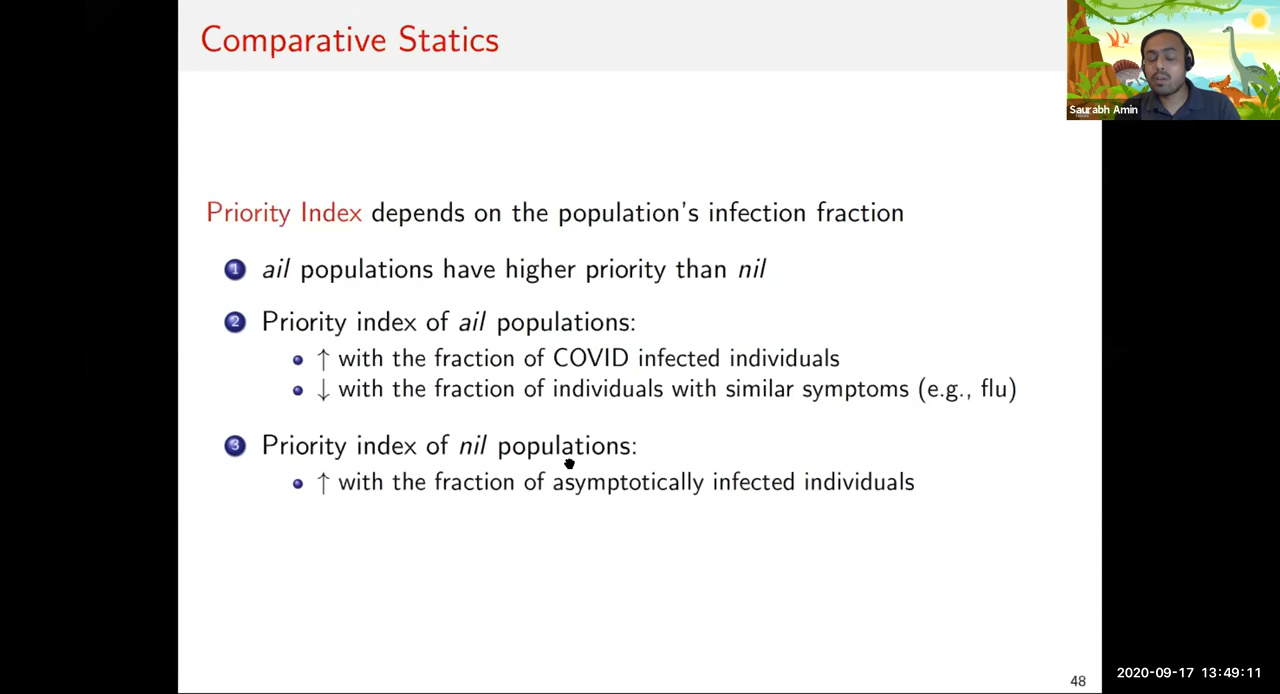 Comparative Statics
Saurabh Amin
Priority Index depends on the population's infection fraction
1 ail populations have higher priority than nil
2 Priority index of ail populations:
• ↑ with the fraction of COVID infected individuals
• ↓ with the fraction of individuals with similar symptoms (e.g., flu)
3 Priority index of nil populations:
• ↑ with the fraction of asymptotically infected individuals
48
2020-09-17 13:49:11